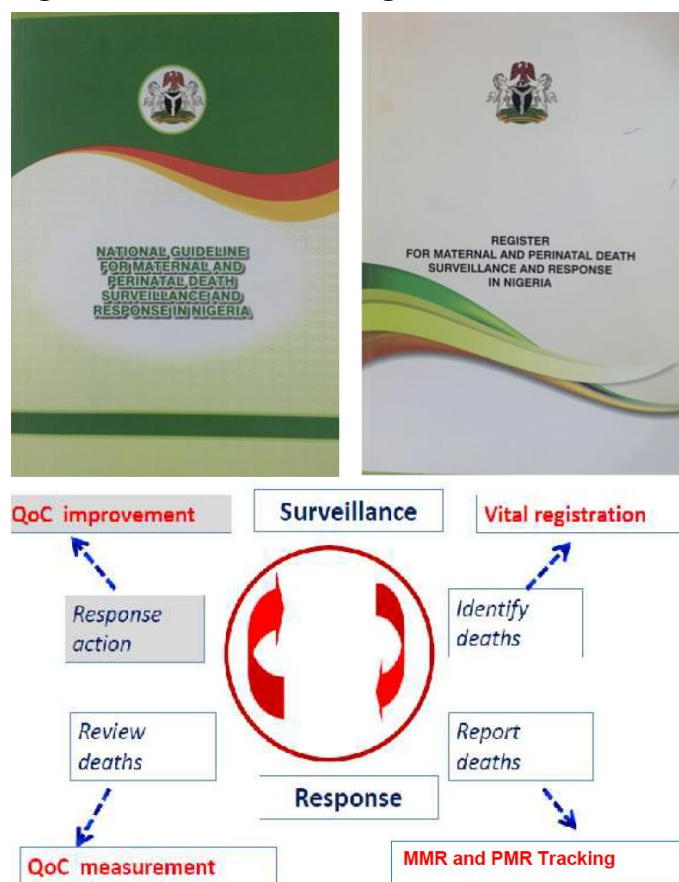 NATIONAL GUIDELINE
FOR MATERNAL AND
PERINATAL DEATH
SURVEILLANCE AND
RESPONSE IN NIGERIA
REGISTER
FOR MATERNAL AND PERINATAL DEATH
SURVEILLANCE AND RESPONSE
IN NIGERIA
QoC improvement
Surveillance
Vital registration
Response
action
Identify
deaths
Review
deaths
Report
deaths
Response
QoC measurement
MMR and PMR Tracking